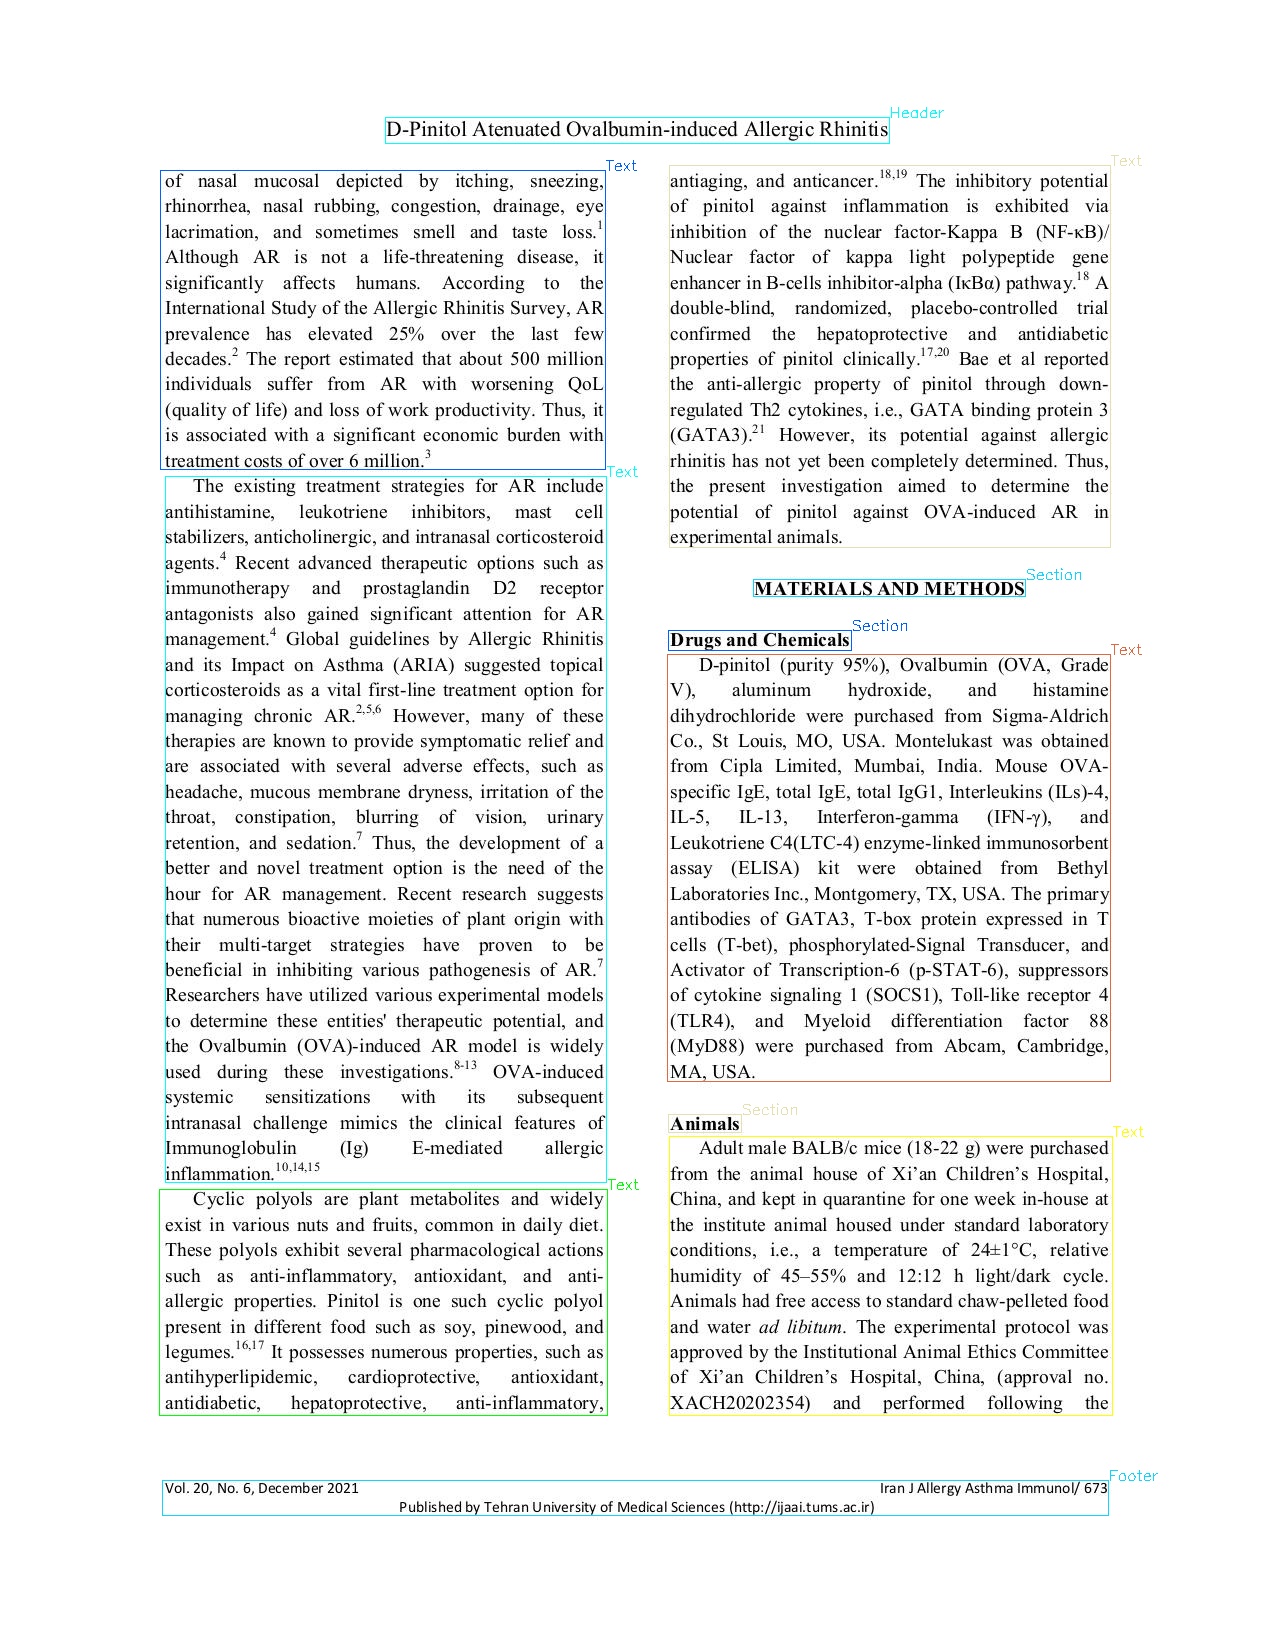 Header
D-Pinitol Atenuated Ovalbumin-induced Allergic Rhinitis
Text
of nasal mucosal depicted by itching, sneezing,
rhinorrhea, nasal rubbing, congestion, drainage, eye
lacrimation, and sometimes smell and taste loss.1
Although AR is not a life-threatening disease, it
significantly affects humans. According to the
International Study of the Allergic Rhinitis Survey, AR
prevalence has elevated 25% over the last few
decades.2 The report estimated that about 500 million
individuals suffer from AR with worsening QoL
(quality of life) and loss of work productivity. Thus, it
is associated with a significant economic burden with
treatment costs of over 6 million.3
Text
The existing treatment strategies for AR include
antihistamine, leukotriene inhibitors, mast cell
stabilizers, anticholinergic, and intranasal corticosteroid
agents.4 Recent advanced therapeutic options such as
immunotherapy and prostaglandin D2 receptor
antagonists also gained significant attention for AR
management.4 Global guidelines by Allergic Rhinitis
and its Impact on Asthma (ARIA) suggested topical
corticosteroids as a vital first-line treatment option for
managing chronic AR.2,5,6 However, many of these
therapies are known to provide symptomatic relief and
are associated with several adverse effects, such as
headache, mucous membrane dryness, irritation of the
throat, constipation, blurring of vision, urinary
retention, and sedation.7 Thus, the development of a
better and novel treatment option is the need of the
hour for AR management. Recent research suggests
that numerous bioactive moieties of plant origin with
their multi-target strategies have proven to be
beneficial in inhibiting various pathogenesis of AR.7
Researchers have utilized various experimental models
to determine these entities' therapeutic potential, and
the Ovalbumin (OVA)-induced AR model is widely
used during these investigations.8-13 OVA-induced
systemic sensitizations with its subsequent
intranasal challenge mimics the clinical features of
Immunoglobulin (Ig) E-mediated allergic
inflammation.10,14,15
Text
Cyclic polyols are plant metabolites and widely
exist in various nuts and fruits, common in daily diet.
These polyols exhibit several pharmacological actions
such as anti-inflammatory, antioxidant, and anti-
allergic properties. Pinitol is one such cyclic polyol
present in different food such as soy, pinewood, and
legumes.16,17 It possesses numerous properties, such as
antihyperlipidemic, cardioprotective, antioxidant,
antidiabetic, hepatoprotective, anti-inflammatory,
Text
antiaging, and anticancer.18,19 The inhibitory potential
of pinitol against inflammation is exhibited via
inhibition of the nuclear factor-Kappa B (NF-κB)/
Nuclear factor of kappa light polypeptide gene
enhancer in B-cells inhibitor-alpha (IκBα) pathway.18 A
double-blind, randomized, placebo-controlled trial
confirmed the hepatoprotective and antidiabetic
properties of pinitol clinically.17,20 Bae et al reported
the anti-allergic property of pinitol through down-
regulated Th2 cytokines, i.e., GATA binding protein 3
(GATA3).21 However, its potential against allergic
rhinitis has not yet been completely determined. Thus,
the present investigation aimed to determine the
potential of pinitol against OVA-induced AR in
experimental animals.
Section
MATERIALS AND METHODS
Section
Drugs and Chemicals
Text
D-pinitol (purity 95%), Ovalbumin (OVA, Grade
V), aluminum hydroxide, and histamine
dihydrochloride were purchased from Sigma-Aldrich
Co., St Louis, MO, USA. Montelukast was obtained
from Cipla Limited, Mumbai, India. Mouse OVA-
specific IgE, total IgE, total IgG1, Interleukins (ILs)-4,
IL-5, IL-13, Interferon-gamma (IFN-γ), and
Leukotriene C4(LTC-4) enzyme-linked immunosorbent
assay (ELISA) kit were obtained from Bethyl
Laboratories Inc., Montgomery, TX, USA. The primary
antibodies of GATA3, T-box protein expressed in T
cells (T-bet), phosphorylated-Signal Transducer, and
Activator of Transcription-6 (p-STAT-6), suppressors
of cytokine signaling 1 (SOCS1), Toll-like receptor 4
(TLR4), and Myeloid differentiation factor 88
(MyD88) were purchased from Abcam, Cambridge,
MA, USA.
Section
Animals
Text
Adult male BALB/c mice (18-22 g) were purchased
from the animal house of Xi’an Children’s Hospital,
China, and kept in quarantine for one week in-house at
the institute animal housed under standard laboratory
conditions, i.e., a temperature of 24±1°C, relative
humidity of 45–55% and 12:12 h light/dark cycle.
Animals had free access to standard chaw-pelleted food
and water ad libitum. The experimental protocol was
approved by the Institutional Animal Ethics Committee
of Xi’an Children’s Hospital, China, (approval no.
XACH20202354) and performed following the
Footer
Vol. 20, No. 6, December 2021 Iran J Allergy Asthma Immunol/ 673
Published by Tehran University of Medical Sciences (http://ijaai.tums.ac.ir)